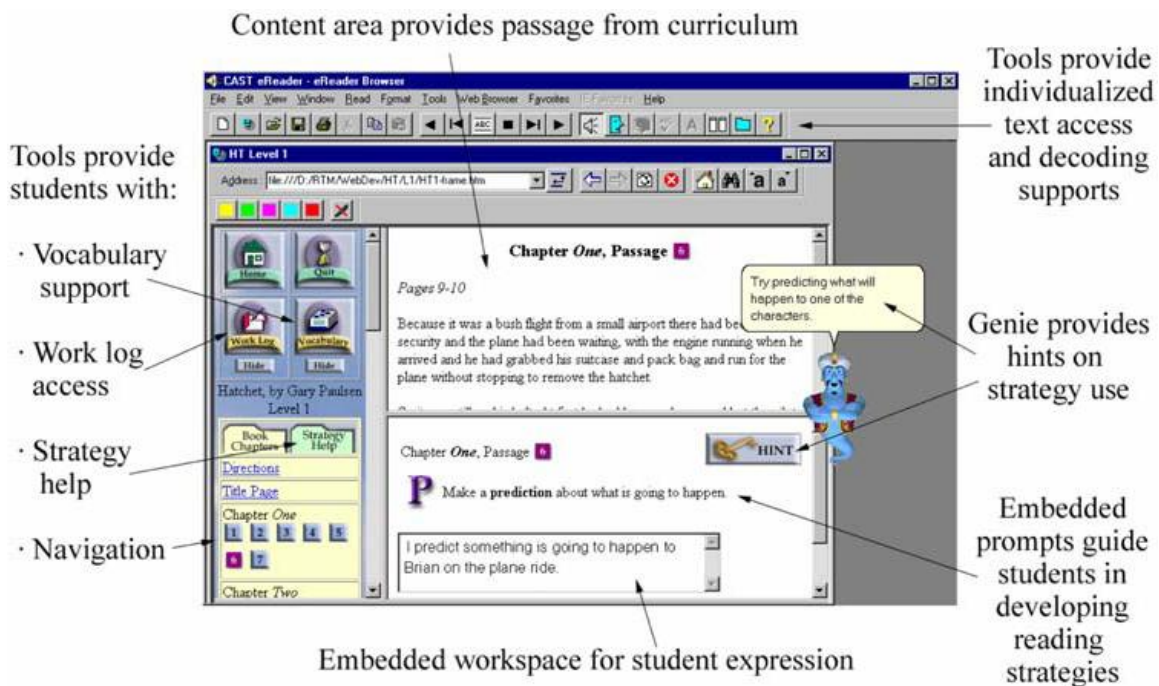 Content area provides passage from curriculum
Tools provide
individualized
text access
and decoding
supports
CAST eReader - eReader Browser
File Edit View Window Read Format Tools Web Browser Favorites Help
ABC
A
?
HT Level 1
Address: file:///D:/RTM/WebDev/HT/L1/HT1-frame.htm
a a
Tools provide
students with:
· Vocabulary
support
· Work log
access
· Strategy
help
· Navigation
Home Quit
Work Log Vocabulary
Hide Hide
Hatchet, by Gary Paulsen
Level 1
Book
Chapters
Strategy
Help
Directions
Title Page
Chapter One
1 2 3 4 5
6 7
Chapter Two
Chapter One, Passage 6
Pages 9-10
Because it was a bush flight from a small airport there had
security and the plane had been waiting, with the engine running when he
arrived and he had grabbed his suitcase and pack bag and run for the
plane without stopping to remove the hatchet
Try predicting what will
happen to one of the
characters.
Genie provides
hints on
strategy use
Chapter One, Passage 6
HINT
P Make a prediction about what is going to happen.
I predict something is going to happen to
Brian on the plane ride.
Embedded
prompts guide
students in
developing
reading
strategies
Embedded workspace for student expression